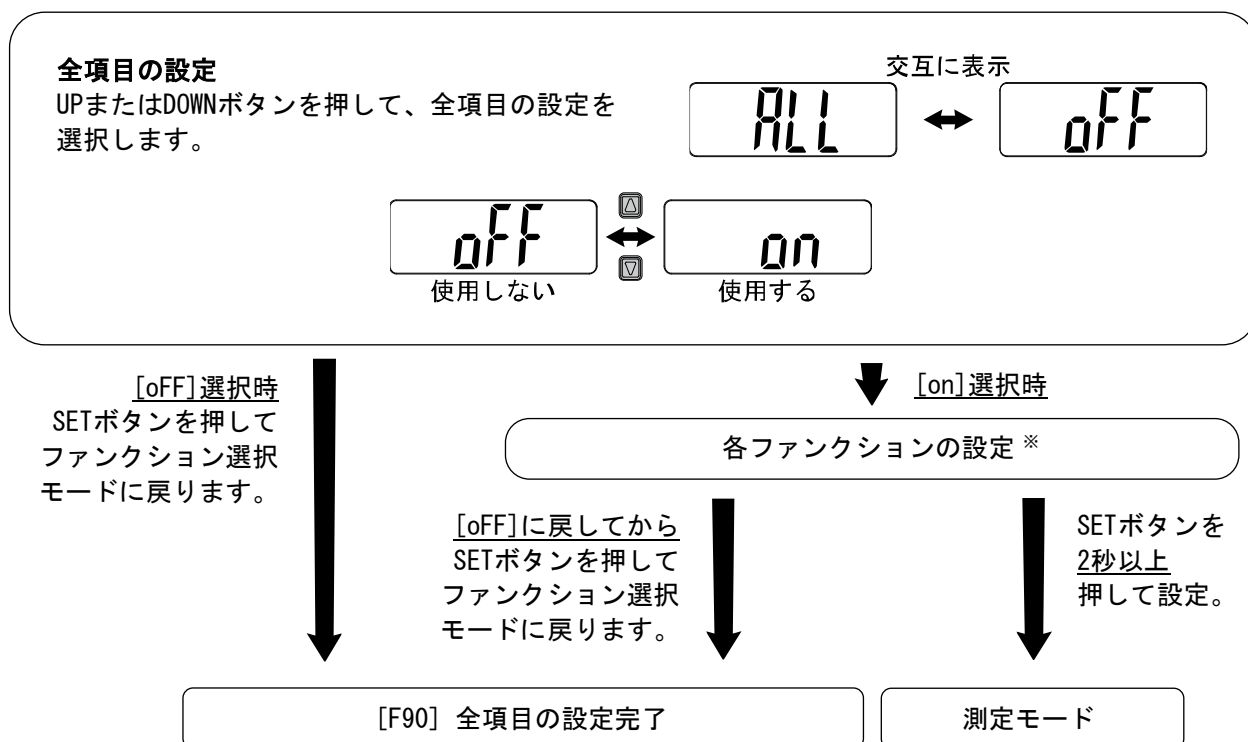 全項目の設定
UPまたはDOWNボタンを押して、全項目の設定を
選択します。
交互に表示
ALL
oFF
oFF
on
使用しない
使用する
[oFF]選択時
SETボタンを押して
ファンクション選択
モードに戻ります。
[on]選択時
各ファンクションの設定 ※
[oFF]に戻してから
SETボタンを押して
ファンクション選択
モードに戻ります。
SETボタンを
2秒以上
押して設定。
[F90] 全項目の設定完了
測定モード